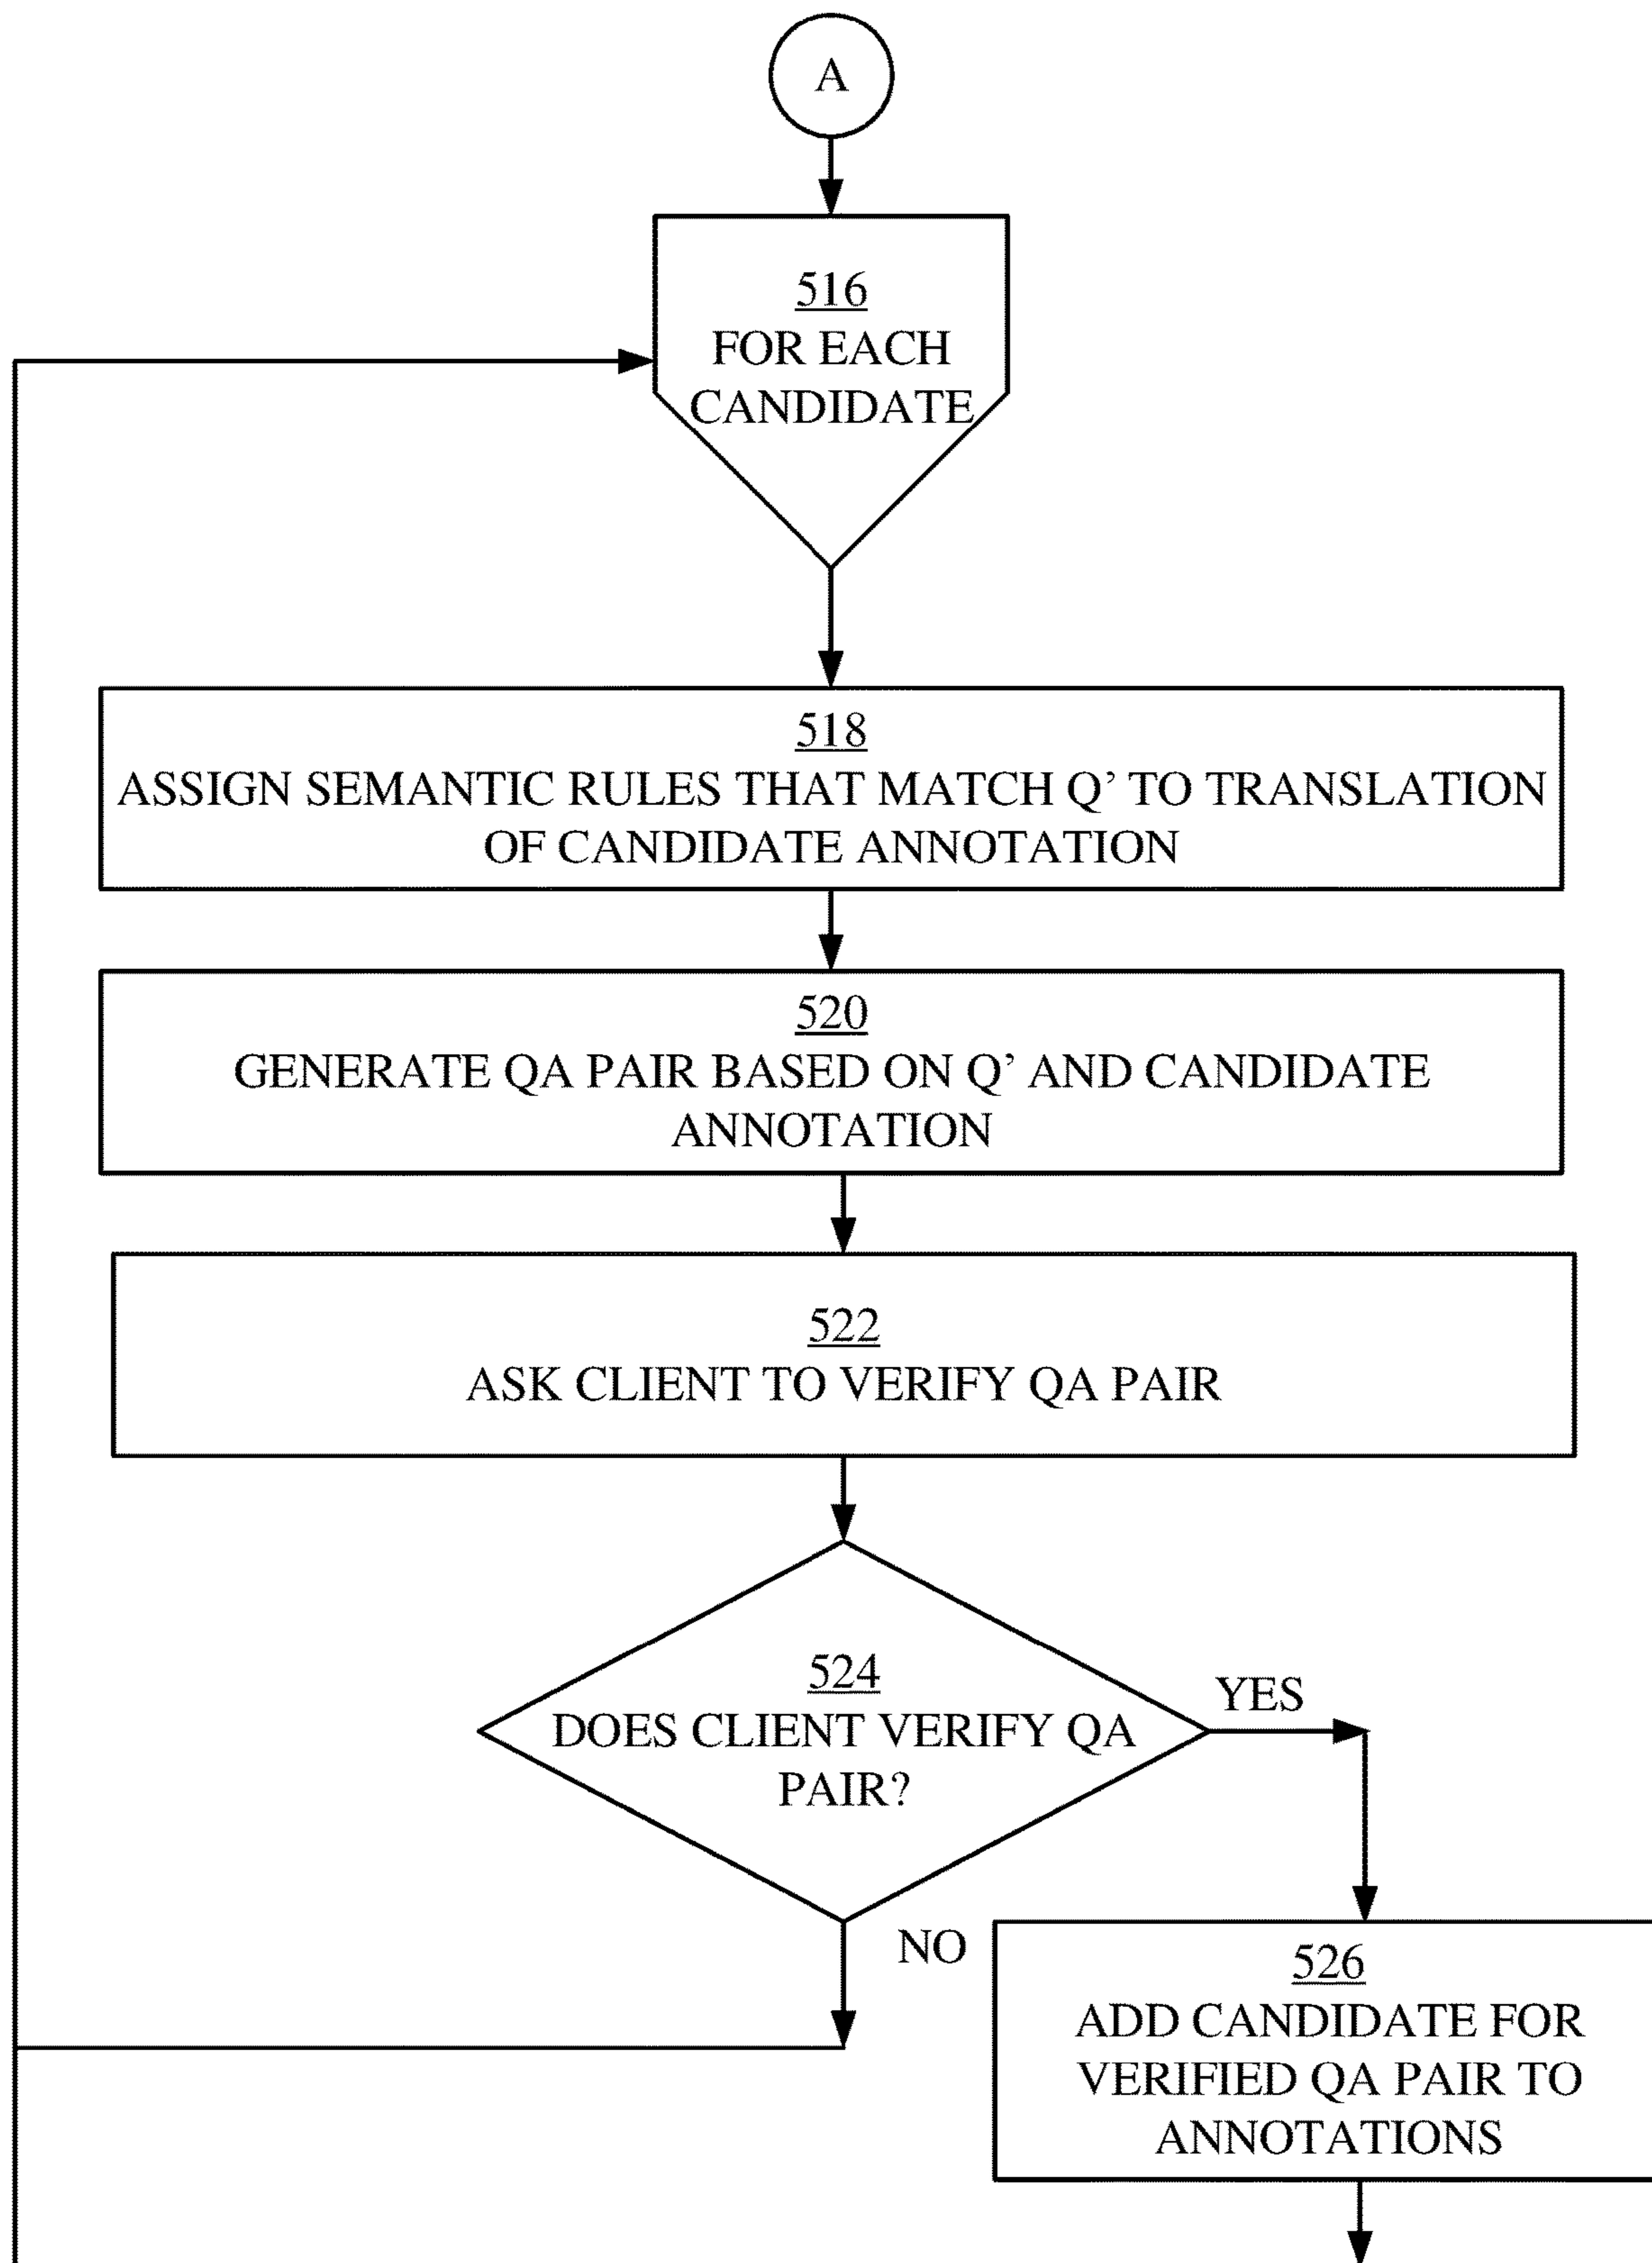 A
516
FOR EACH
CANDIDATE
518
ASSIGN SEMANTIC RULES THAT MATCH Q’ TO TRANSLATION
OF CANDIDATE ANNOTATION
520
GENERATE QA PAIR BASED ON Q’ AND CANDIDATE
ANNOTATION
522
ASK CLIENT TO VERIFY QA PAIR
524
DOES CLIENT VERIFY QA
PAIR?
YES
NO
526
ADD CANDIDATE FOR
VERIFIED QA PAIR TO
ANNOTATIONS